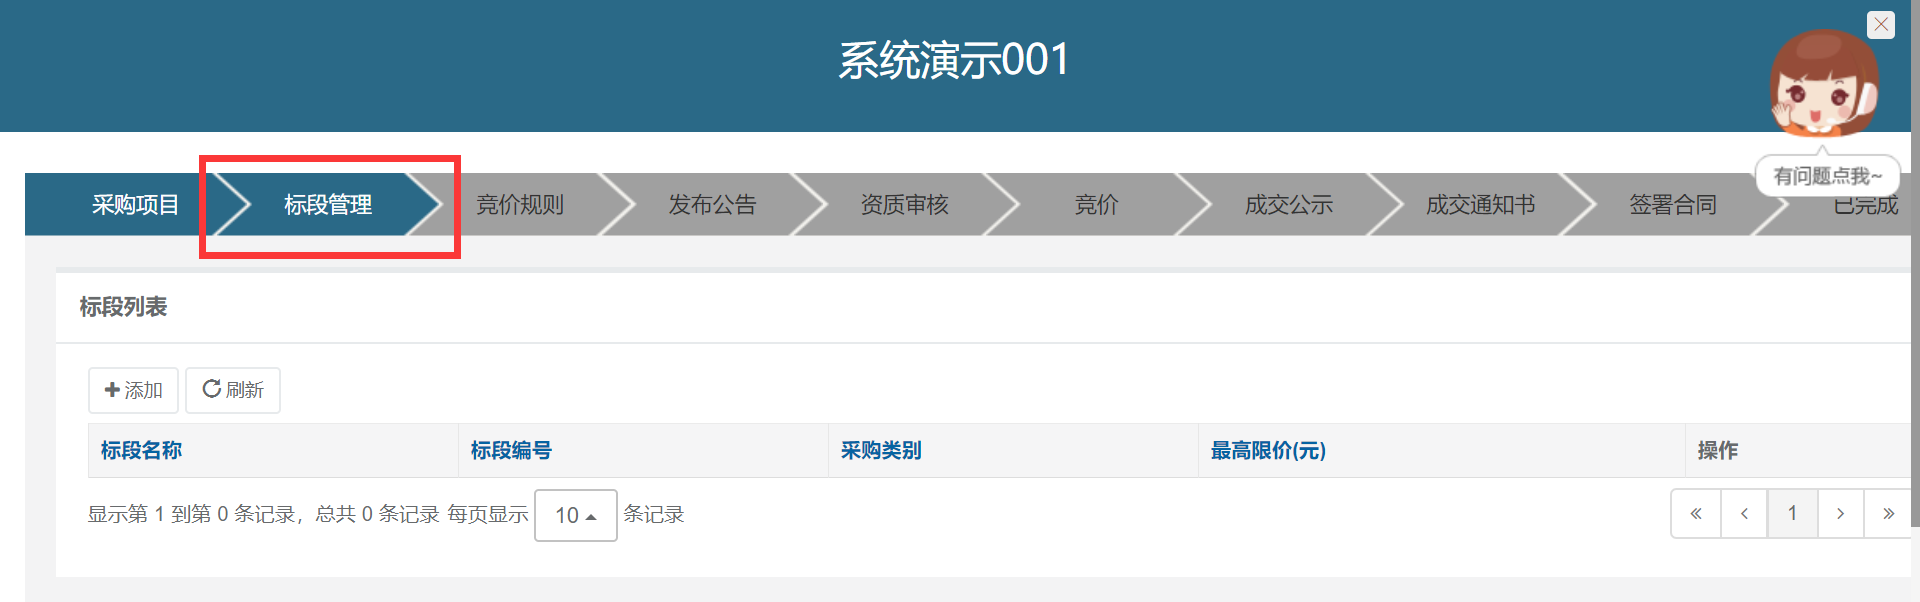 系统演示001
有问题点我~
采购项目 标段管理 竞价规则 发布公告 资质审核 竞价 成交公示 成交通知书 签署合同 已完成
标段列表
添加 刷新
标段名称 标段编号 采购类别 最高限价(元) 操作
显示第 1 到第 0 条记录，总共 0 条记录 每页显示 10 条记录 « ‹ 1 › »